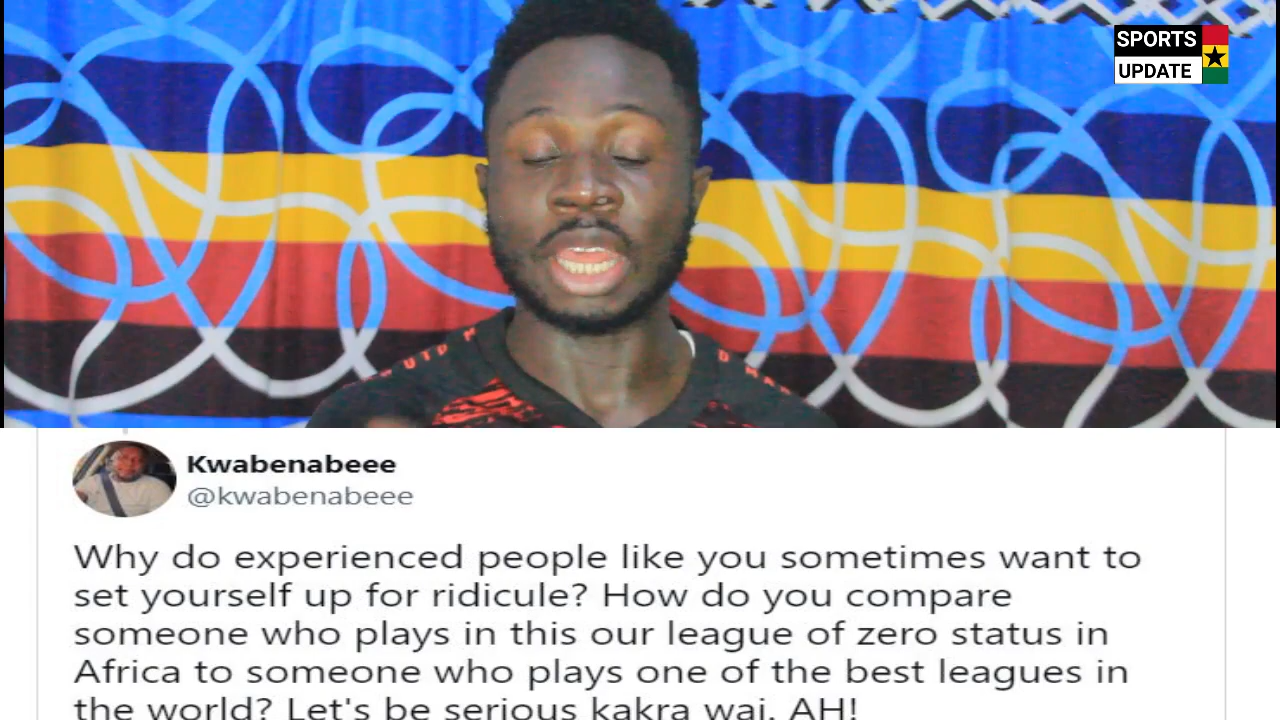 SPORTS
UPDATE
Kwabenabeee
@kwabenabeee
Why do experienced people like you sometimes want to
set yourself up for ridicule? How do you compare
someone who plays in this our league of zero status in
Africa to someone who plays one of the best leagues in
the world? Let's be serious kakra wai. AH!